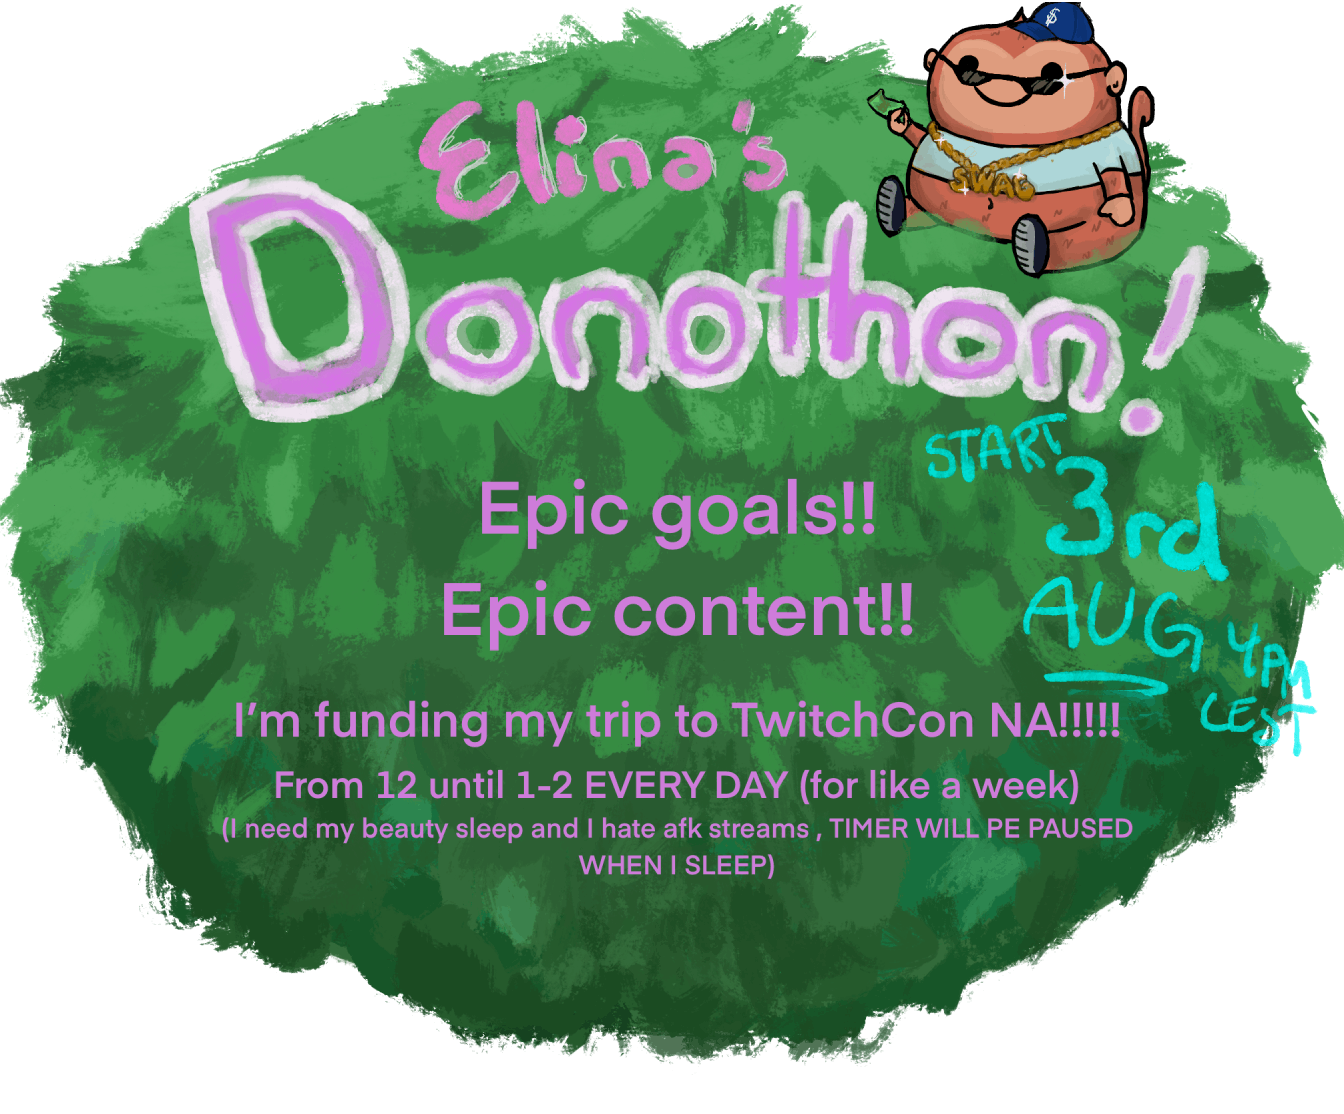 Elina's
Donothon!
SWAG
START
3rd
AUG
4PM
CEST
Epic goals!!
Epic content!!
I'm funding my trip to TwitchCon NA!!!!!
From 12 until 1-2 EVERY DAY (for like a week)
(I need my beauty sleep and I hate afk streams , TIMER WILL PE PAUSED
WHEN I SLEEP)